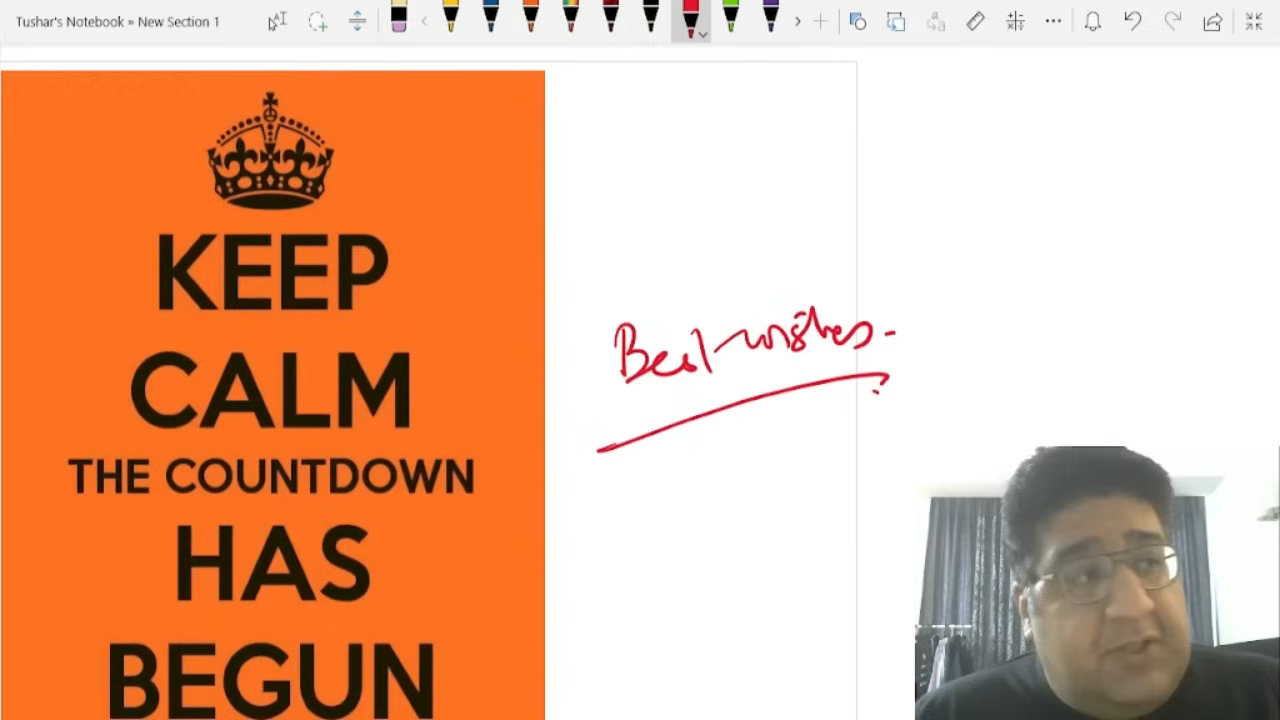 Tushar's Notebook » New Section 1
KEEP
CALM
THE COUNTDOWN
HAS
BEGUN
Best wishes.